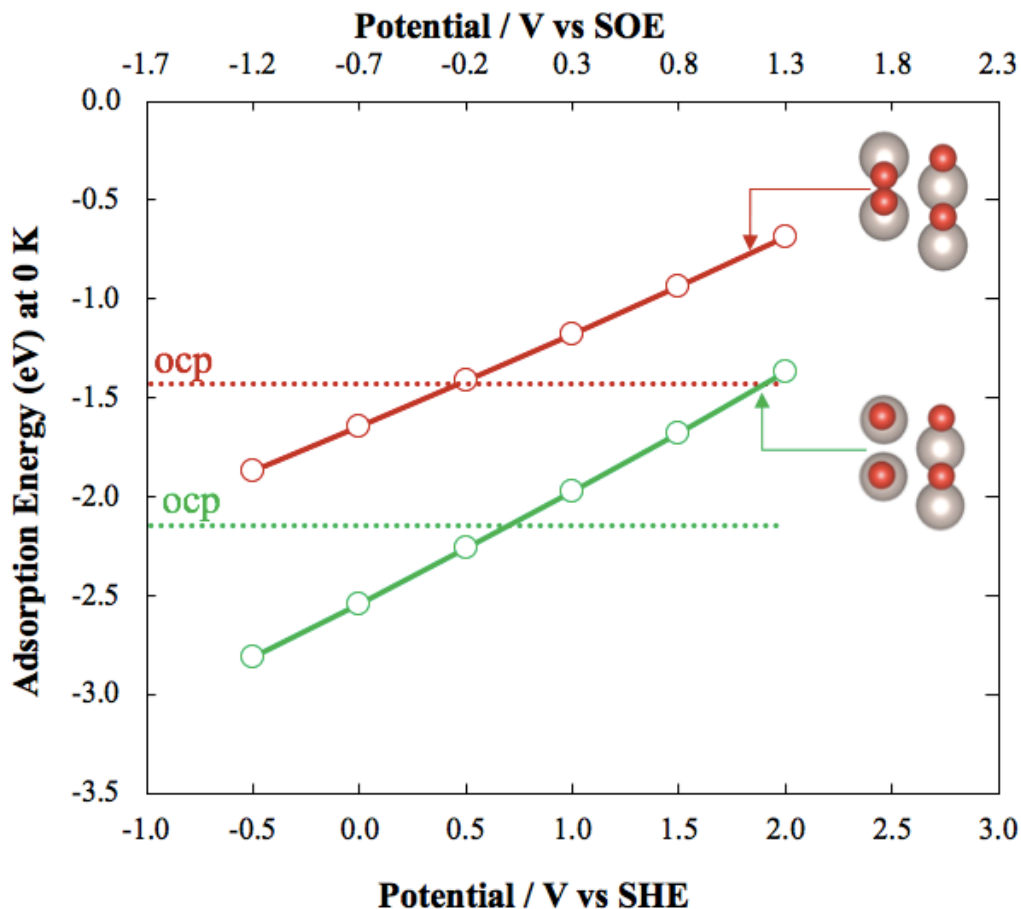 Potential / V vs SOE
-1.7 -1.2 -0.7 -0.2 0.3 0.8 1.3 1.8 2.3
0.0
-0.5
-1.0
-1.5
-2.0
-2.5
-3.0
-3.5
Adsorption Energy (eV) at 0 K
ocp
ocp
-1.0 -0.5 0.0 0.5 1.0 1.5 2.0 2.5 3.0
Potential / V vs SHE